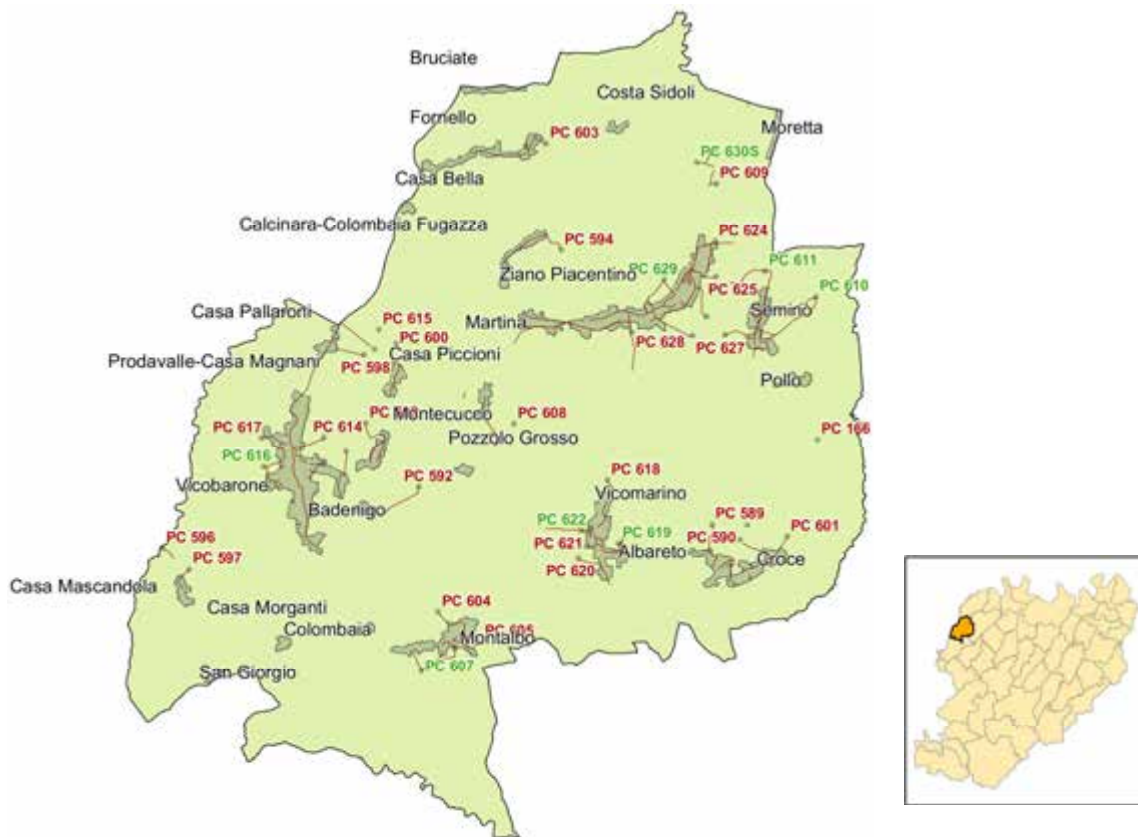 Bruciate
Costa Sidoli
Fornello
Moretta
PC 603
PC 630S
PC 609
Casa Bella
Calcinara-Colombaia Fugazza
PC 594
PC 624
PC 629
PC 611
Ziano Piacentino
PC 625
PC 610
Casa Pallaroni
PC 615
Martina
Semino
PC 600
Casa Piccioni
PC 628
PC 627
Prodavalle-Casa Magnani
PC 598
Pollo
Montecucco
PC 608
PC 617
PC 614
Pozzolo Grosso
PC 166
PC 616
PC 592
PC 618
Vicobarone
Vicomarino
Badenigo
PC 622
PC 619
PC 589
PC 601
PC 596
PC 621
Albareto
PC 590
Croce
PC 597
PC 620
Casa Mascandola
Casa Morganti
PC 604
Colombaia
PC 605
Montalbo
San Giorgio
PC 607